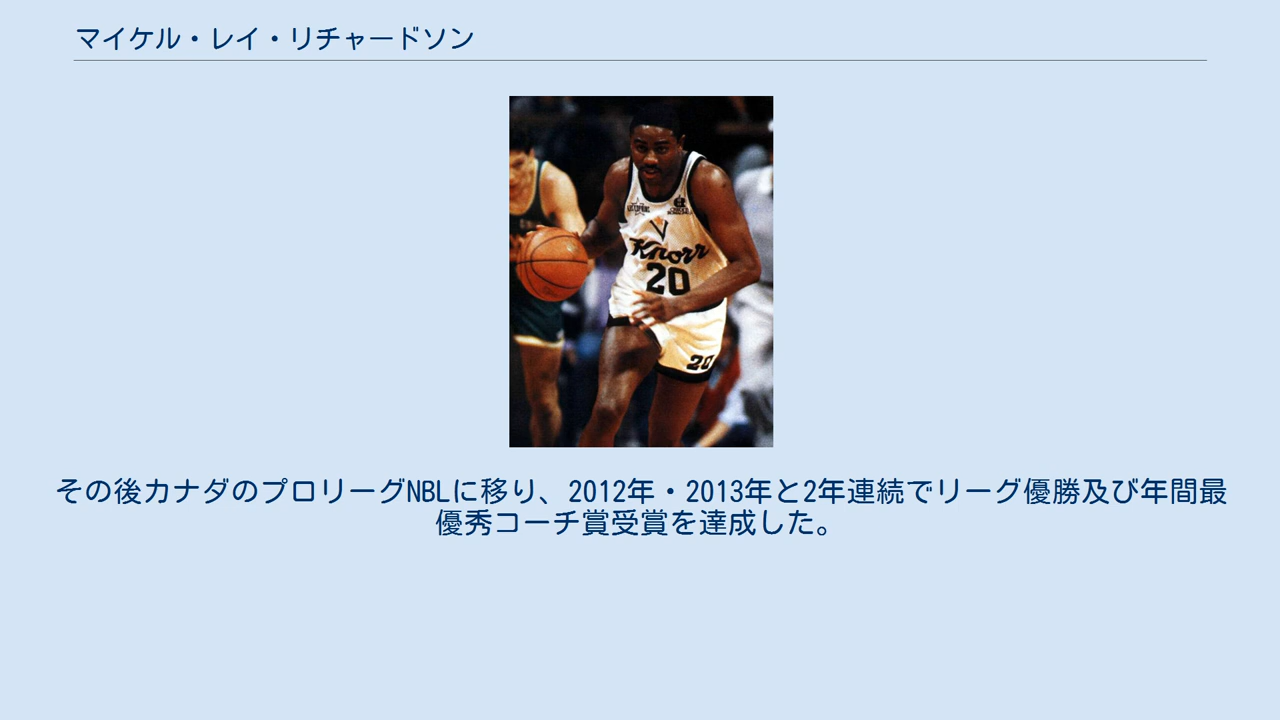 マイケル・レイ・リチャードソン
Knorr
20
20
その後カナダのプロリーグNBLに移り、2012年・2013年と2年連続でリーグ優勝及び年間最
優秀コーチ賞受賞を達成した。